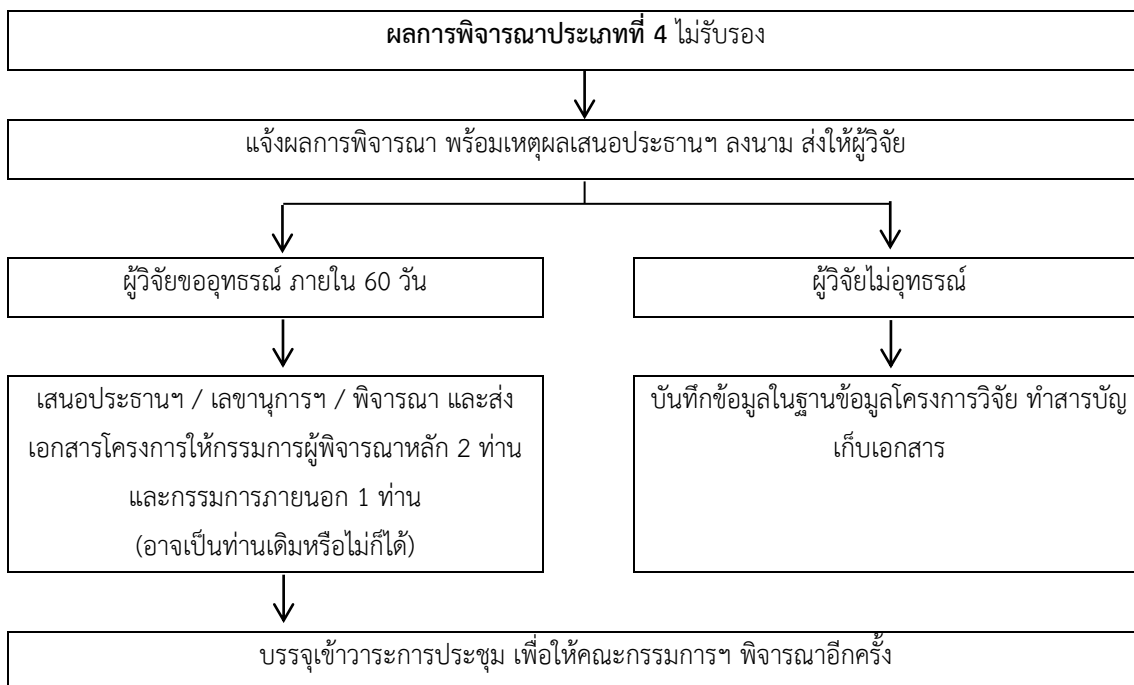 ผลการพิจารณาประเภทที่ 4 ไม่รับรอง
แจ้งผลการพิจารณา พร้อมเหตุผลเสนอประธานฯ ลงนาม ส่งให้ผู้วิจัย
ผู้วิจัยขออุทธรณ์ ภายใน 60 วัน
ผู้วิจัยไม่อุทธรณ์
เสนอประธานฯ / เลขานุการฯ / พิจารณา และส่ง
เอกสารโครงการให้กรรมการผู้พิจารณาหลัก 2 ท่าน
และกรรมการภายนอก 1 ท่าน
(อาจเป็นท่านเดิมหรือไม่ก็ได้)
บันทึกข้อมูลในฐานข้อมูลโครงการวิจัย ทำสารบัญ
เก็บเอกสาร
บรรจุเข้าวาระการประชุม เพื่อให้คณะกรรมการฯ พิจารณาอีกครั้ง